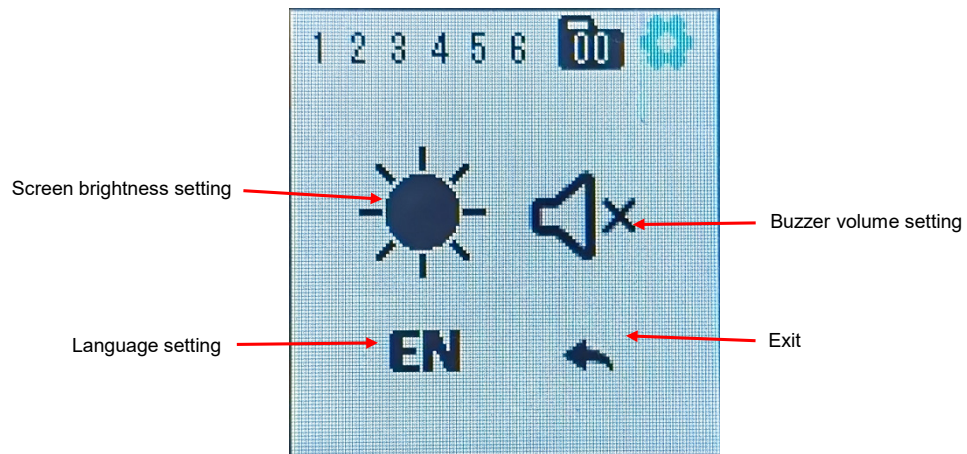 1 2 3 4 5 6 00
Screen brightness setting
Buzzer volume setting
Language setting
EN
Exit